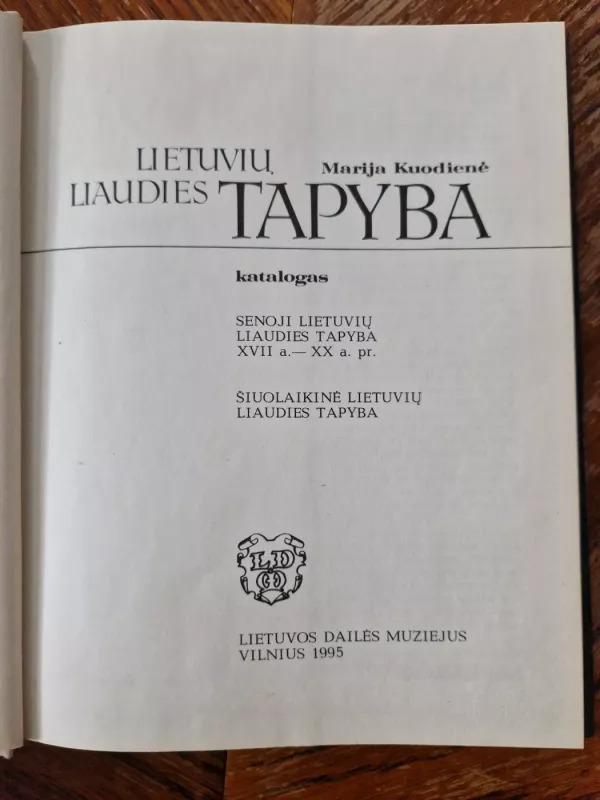 LIETUVIŲ
Marija Kuodienė
LIAUDIES TAPYBA
katalogas
SENOJI LIETUVIŲ
LIAUDIES TAPYBA
XVII a.— XX a. pr.
ŠIUOLAIKINĖ LIETUVIŲ
LIAUDIES TAPYBA
LD
M
LIETUVOS DAILĖS MUZIEJUS
VILNIUS 1995